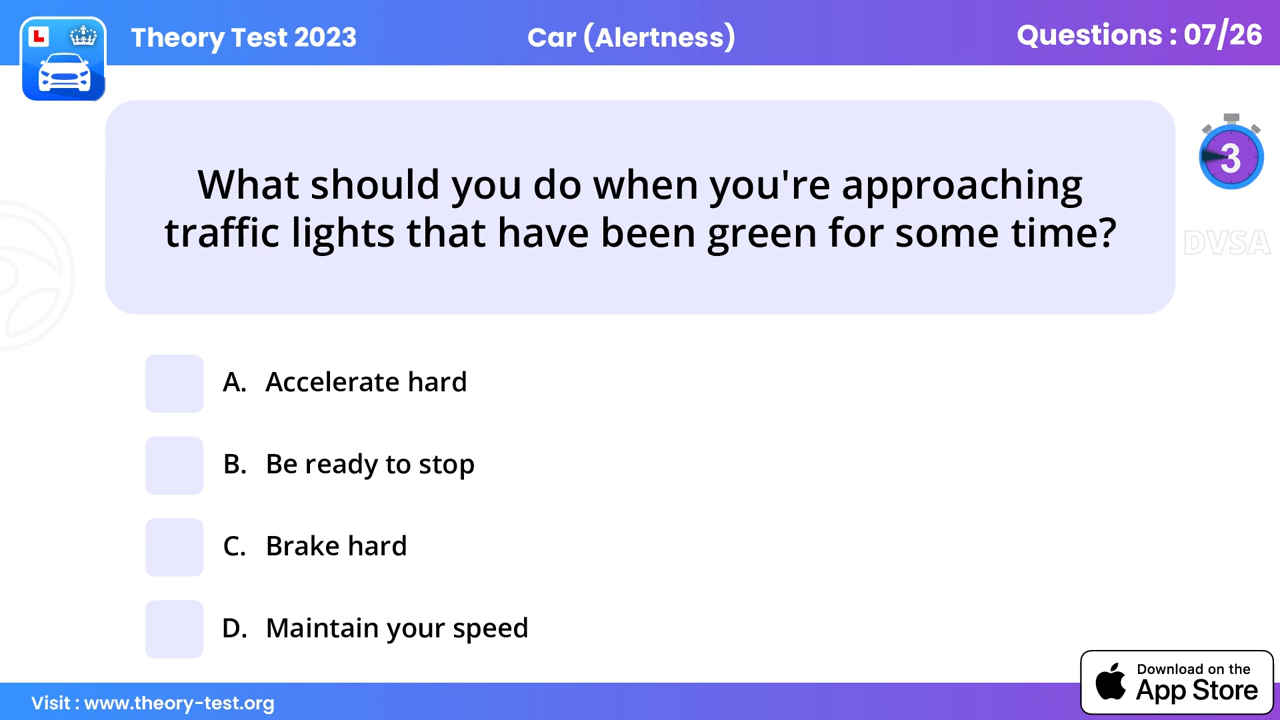 L
Theory Test 2023
Car (Alertness)
Questions : 07/26
3
What should you do when you're approaching
traffic lights that have been green for some time?
DVSA
A. Accelerate hard
B. Be ready to stop
C. Brake hard
D. Maintain your speed
Visit : www.theory-test.org
Download on the
App Store